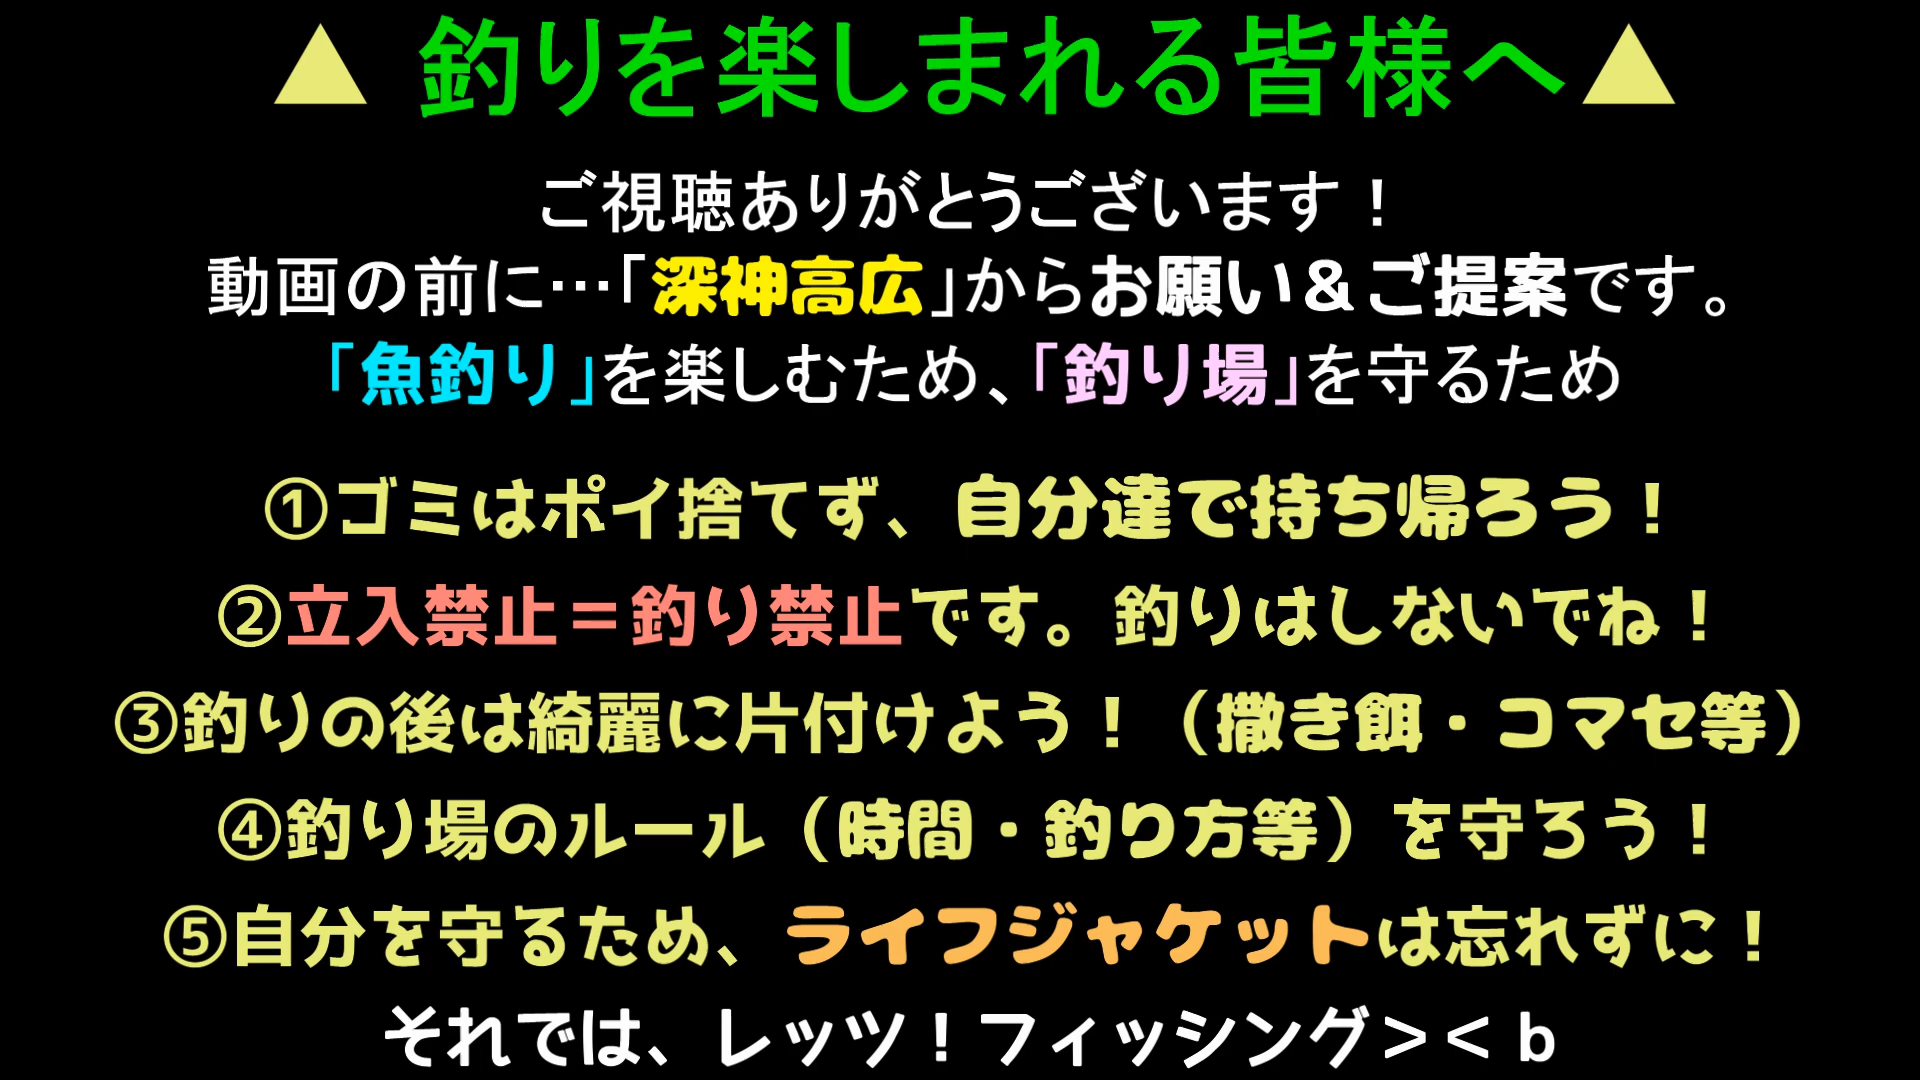 ▲ 釣りを楽しまれる皆様へ▲
ご視聴ありがとうございます！
動画の前に…「深神高広」からお願い＆ご提案です。
「魚釣り」を楽しむため、「釣り場」を守るため
①ゴミはポイ捨てず、自分達で持ち帰ろう！
②立入禁止＝釣り禁止です。釣りはしないでね！
③釣りの後は綺麗に片付けよう！（撒き餌・コマセ等）
④釣り場のルール（時間・釣り方等）を守ろう！
⑤自分を守るため、ライフジャケットは忘れずに！
それでは、レッツ！フィッシング＞＜ｂ